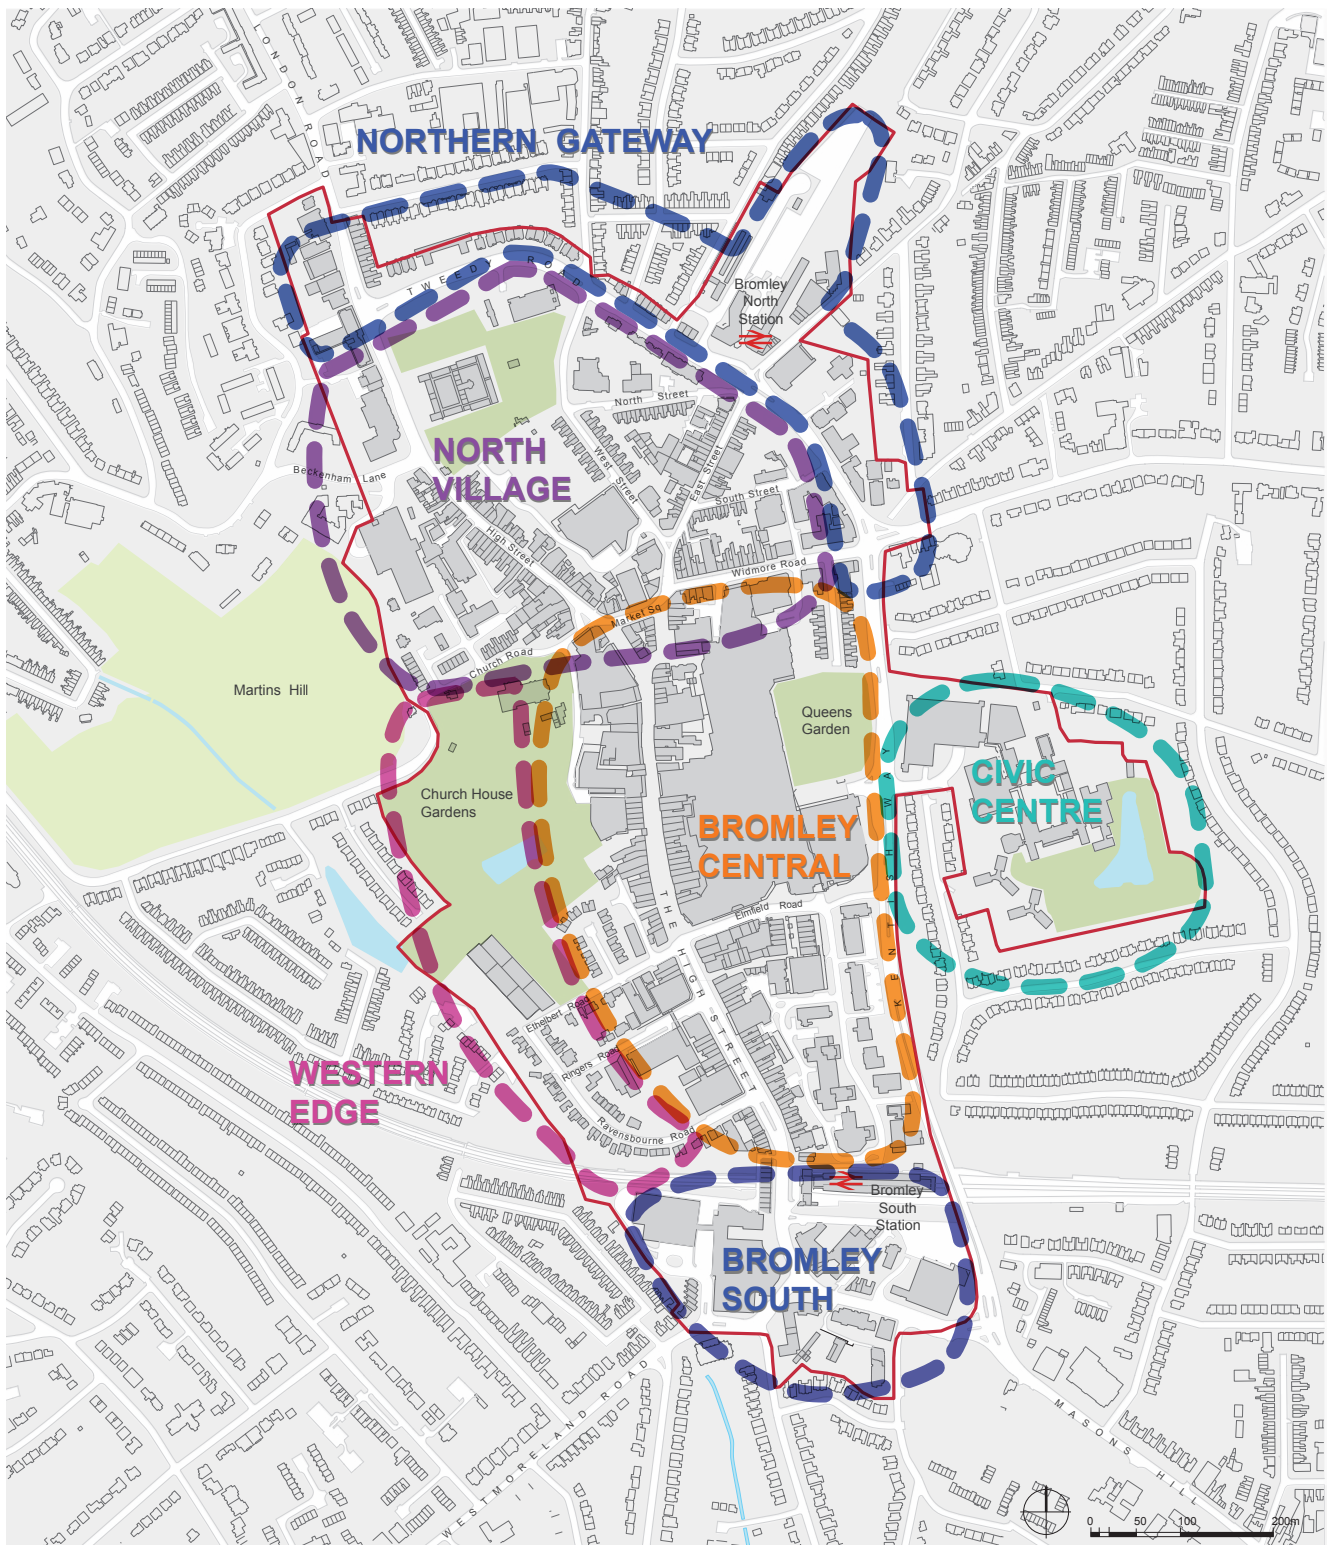 LONDON ROAD
NORTHERN GATEWAY
TWEEDY ROAD
Bromley
North
Station
North Street
NORTH
VILLAGE
West Street
East Street
South Street
Beckenham Lane
High Street
Widmore Road
Market Sq
Church Road
Martins Hill
Queens
Garden
Church House
Gardens
CIVIC
CENTRE
BROMLEY
CENTRAL
KENTISH WAY
Elmfield Road
THE HIGH STREET
Ethelbert Road
Ringers Road
WESTERN
EDGE
Ravensbourne Road
Bromley
South
Station
BROMLEY
SOUTH
WESTMORELAND ROAD
MASONS HILL
0 50 100 200m